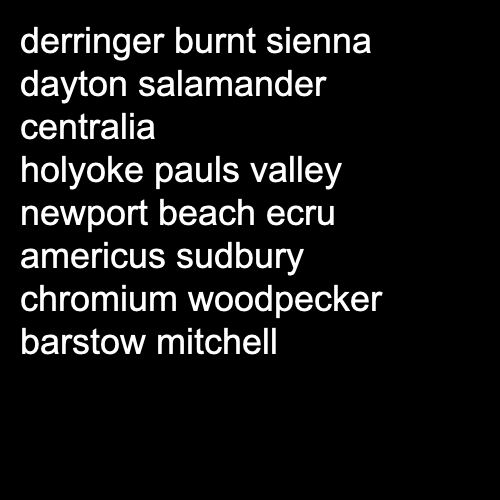 derringer burnt sienna
dayton salamander
centralia
holyoke pauls valley
newport beach ecru
americus sudbury
chromium woodpecker
barstow mitchell